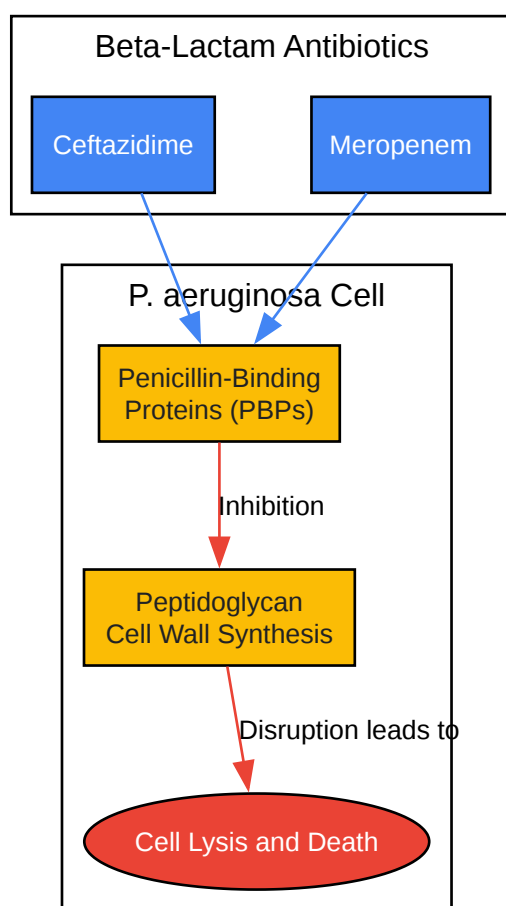 Beta-Lactam Antibiotics
Ceftazidime
Meropenem
P. aeruginosa Cell
Penicillin-Binding
Proteins (PBPs)
Inhibition
Peptidoglycan
Cell Wall Synthesis
Disruption leads to
Cell Lysis and Death